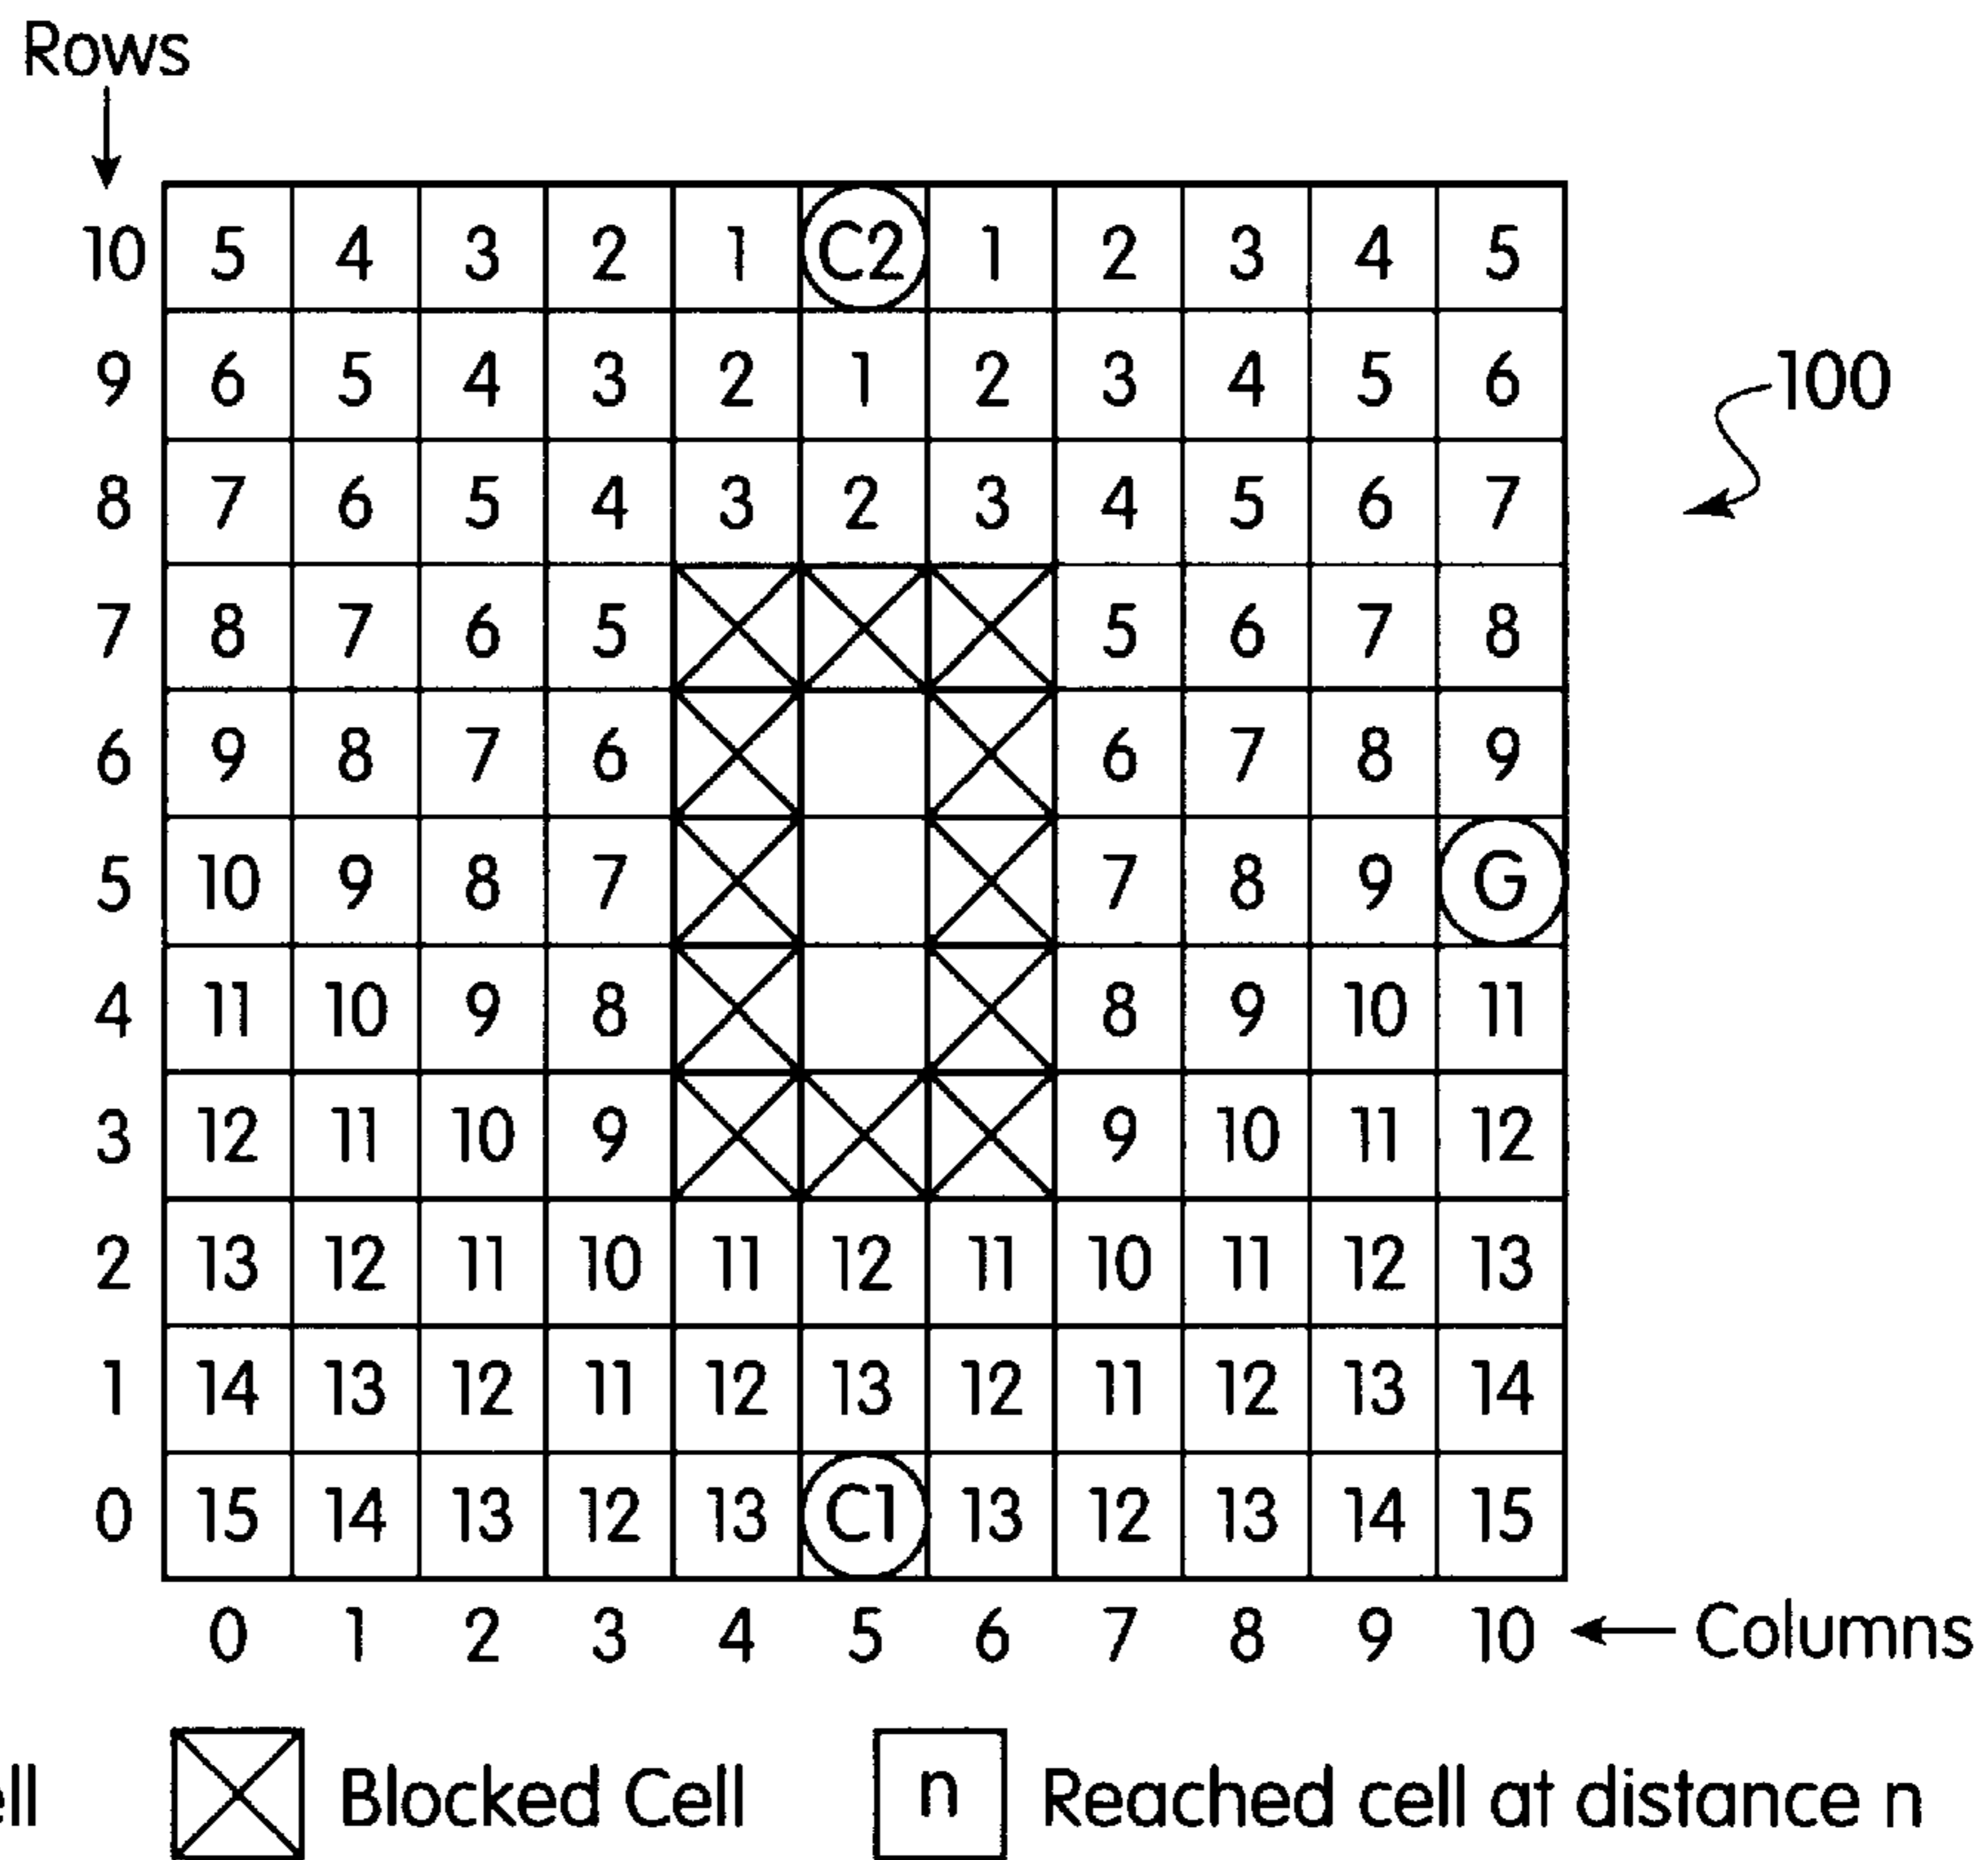 Rows
10 5 4 3 2 1 C2 1 2 3 4 5
9 6 5 4 3 2 1 2 3 4 5 6
100
8 7 6 5 4 3 2 3 4 5 6 7
7 8 7 6 5 5 6 7 8
6 9 8 7 6 6 7 8 9
5 10 9 8 7 7 8 9 G
4 11 10 9 8 8 9 10 11
3 12 11 10 9 9 10 11 12
2 13 12 11 10 11 12 11 10 11 12 13
1 14 13 12 11 12 13 12 11 12 13 14
0 15 14 13 12 13 C1 13 12 13 14 15
0 1 2 3 4 5 6 7 8 9 10 Columns
ell Blocked Cell n Reached cell at distance n